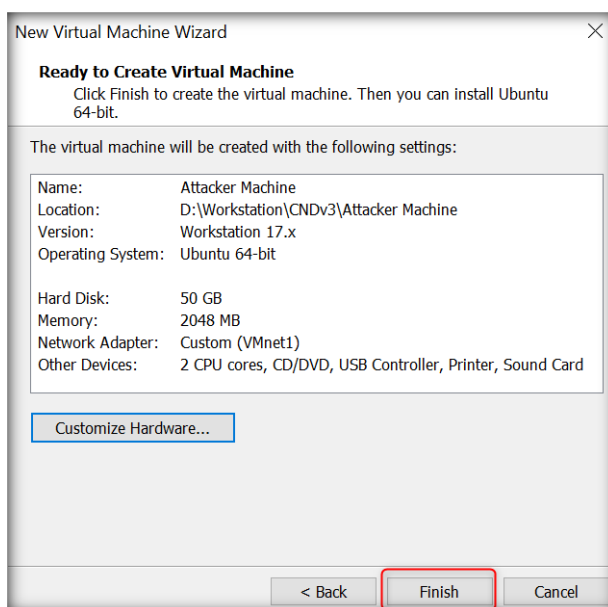 New Virtual Machine Wizard
Ready to Create Virtual Machine
Click Finish to create the virtual machine. Then you can install Ubuntu
64-bit.
The virtual machine will be created with the following settings:
Name: Attacker Machine
Location: D:\Workstation\CNDv3\Attacker Machine
Version: Workstation 17.x
Operating System: Ubuntu 64-bit
Hard Disk: 50 GB
Memory: 2048 MB
Network Adapter: Custom (VMnet1)
Other Devices: 2 CPU cores, CD/DVD, USB Controller, Printer, Sound Card
Customize Hardware...
< Back Finish Cancel